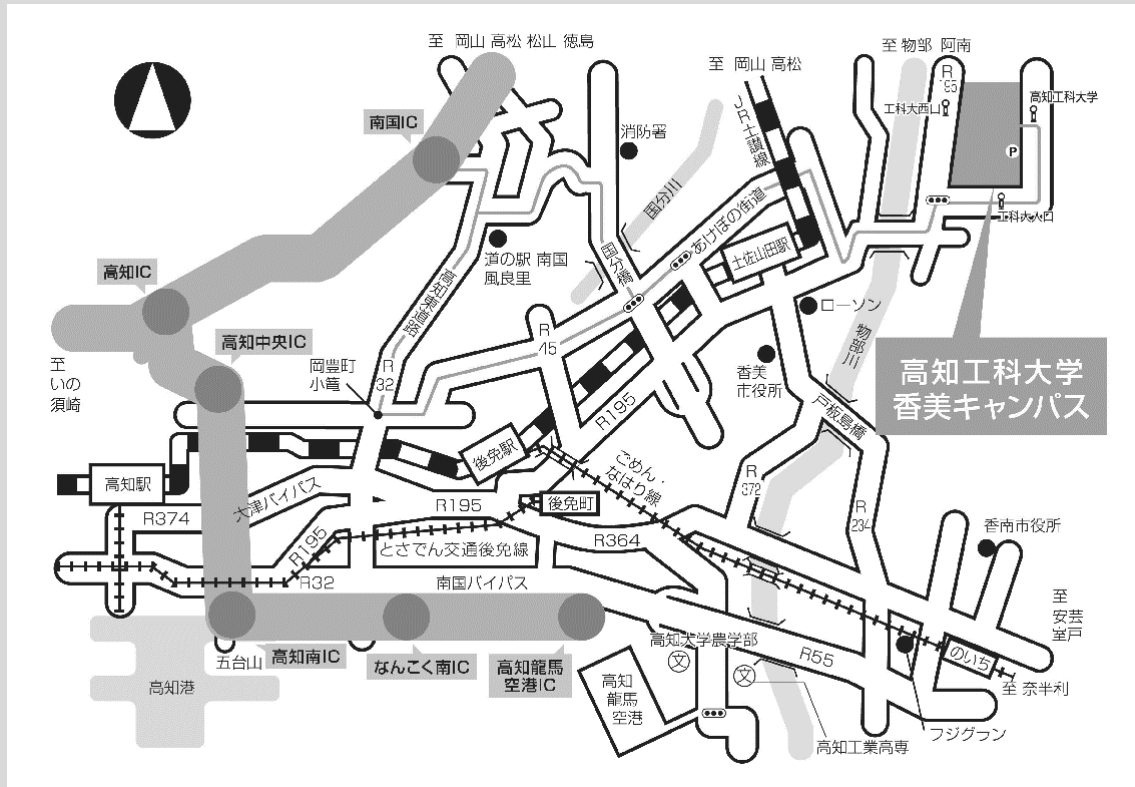 至 岡山 高松 松山 徳島
至 岡山 高松
至 物部 阿南
R
195
高知工科大学
工科大西口
P
工科大入口
南国IC
消防署
JR土讃線
国分川
あけぼの街道
土佐山田駅
国分橋
道の駅 南国
風良里
高知東道路
高知IC
高知中央IC
至
いの
須崎
岡豊町
小篭
R
32
R
45
ローソン
物部川
香美
市役所
戸板島橋
高知工科大学
香美キャンパス
R195
後免駅
ごめん・
なはり線
高知駅
大津バイパス
R374
R195
R195
後免町
とさでん交通後免線
R364
R
372
R
234
香南市役所
R32
南国バイパス
至
安芸
室戸
五台山
高知南IC
なんこく南IC
高知龍馬
空港IC
高知港
高知大学農学部
文
R55
文
高知
龍馬
空港
のいち
至 奈半利
フジグラン
高知工業高専